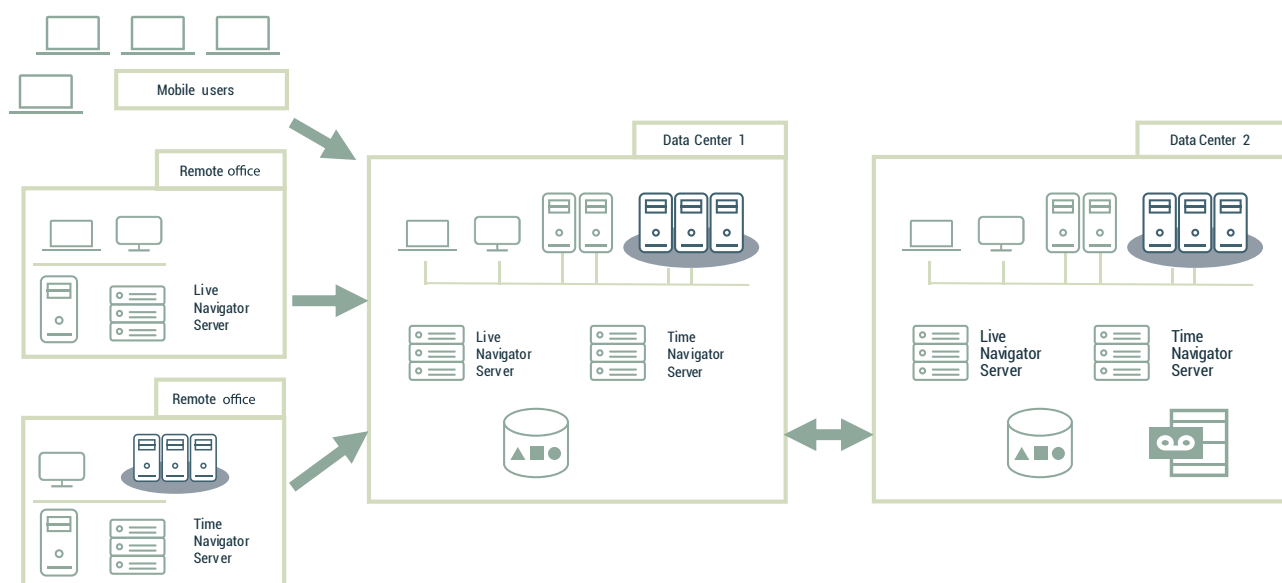 Mobile users
Remote office
Live
Navigator
Server
Remote office
Time
Navigator
Server
Data Center 1
Live
Navigator
Server
Time
Navigator
Server
Data Center 2
Live
Navigator
Server
Time
Navigator
Server